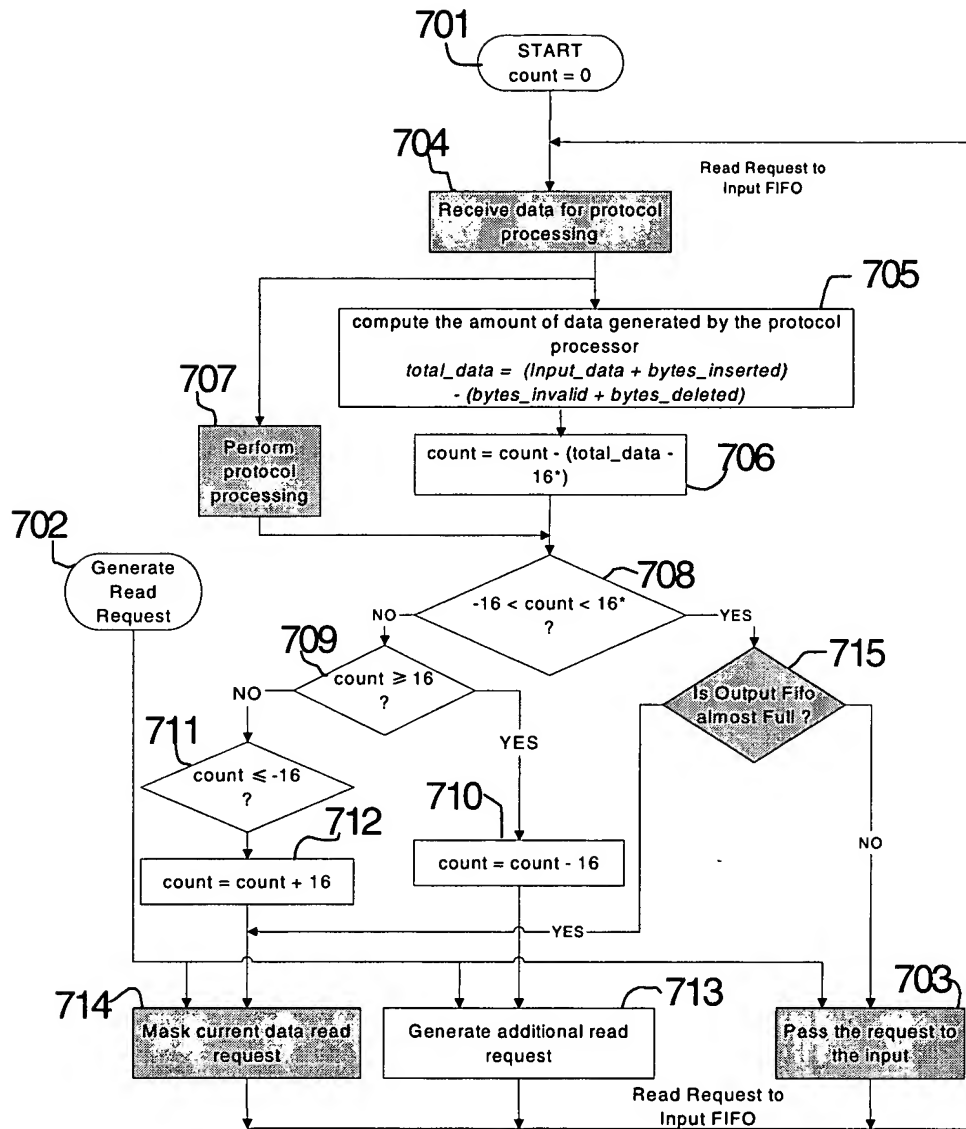 701
START
count = 0
704
Read Request to
Input FIFO
Receive data for protocol
processing
705
compute the amount of data generated by the protocol
processor
total_data = (Input_data + bytes_inserted)
- (bytes_invalid + bytes_deleted)
707
Perform
protocol
processing
count = count - (total_data -
16*)
706
702
Generate
Read
Request
708
-16 < count < 16*
?
NO
YES
709
count ≥ 16
?
NO
YES
715
Is Output Fifo
almost Full ?
711
count ≤ -16
?
712
count = count + 16
710
count = count - 16
NO
YES
714
Mask current data read
request
713
Generate additional read
request
703
Pass the request to
the input
Read Request to
Input FIFO